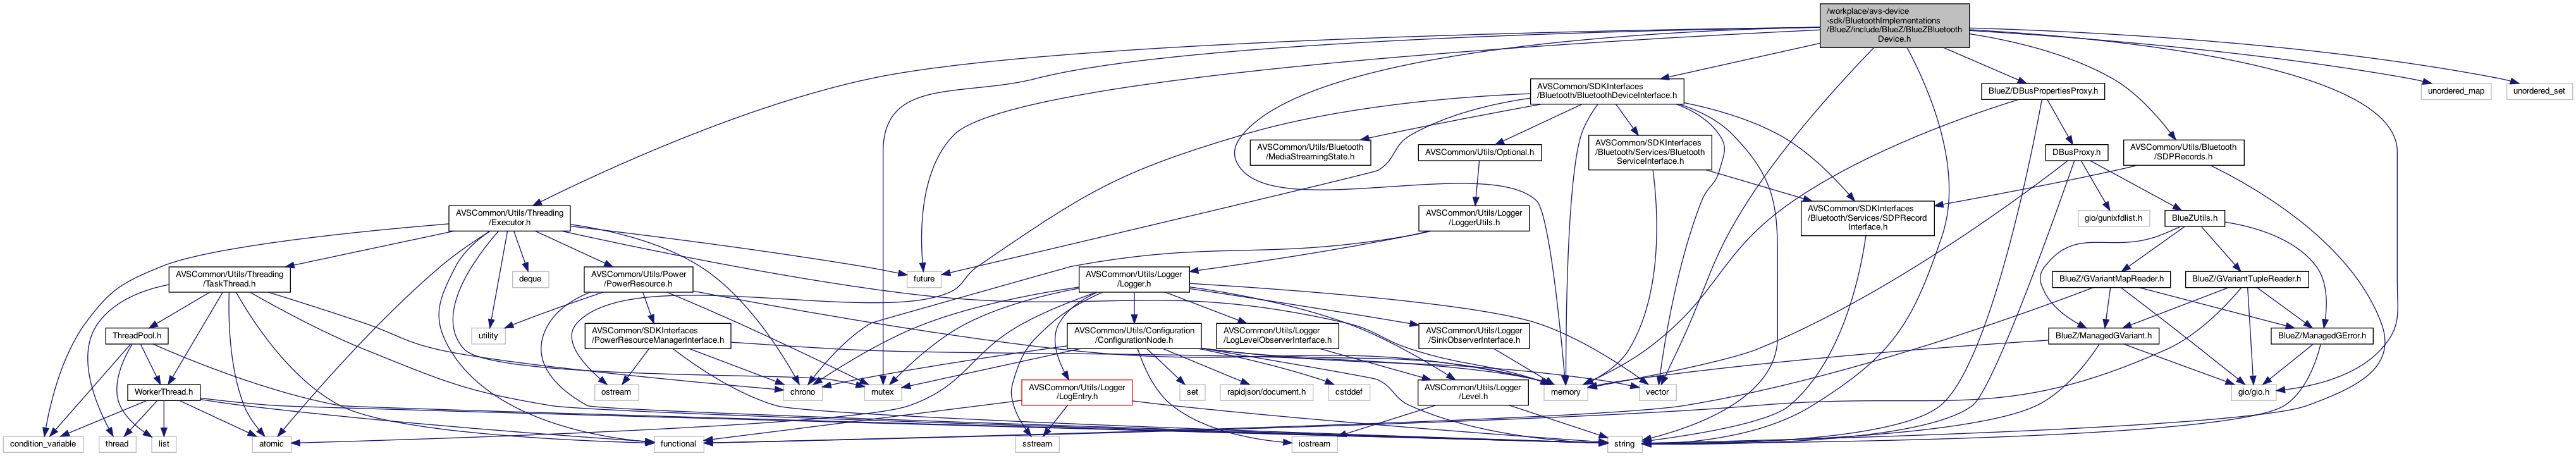 /workplace/avs-device
-sdk/BluetoothImplementations
/BlueZ/include/BlueZ/BlueZBluetooth
Device.h
AVSCommon/SDKInterfaces
/Bluetooth/BluetoothDeviceInterface.h
BlueZ/DBusPropertiesProxy.h
unordered_map
unordered_set
AVSCommon/Utils/Bluetooth
/MediaStreamingState.h
AVSCommon/Utils/Optional.h
AVSCommon/SDKInterfaces
/Bluetooth/Services/Bluetooth
ServiceInterface.h
DBusProxy.h
AVSCommon/Utils/Bluetooth
/SDPRecords.h
AVSCommon/Utils/Threading
/Executor.h
AVSCommon/Utils/Logger
/LoggerUtils.h
AVSCommon/SDKInterfaces
/Bluetooth/Services/SDPRecord
Interface.h
gio/gunixfdlist.h
BlueZUtils.h
AVSCommon/Utils/Threading
/TaskThread.h
deque
AVSCommon/Utils/Power
/PowerResource.h
future
AVSCommon/Utils/Logger
/Logger.h
BlueZ/GVariantMapReader.h
BlueZ/GVariantTupleReader.h
ThreadPool.h
utility
AVSCommon/SDKInterfaces
/PowerResourceManagerInterface.h
AVSCommon/Utils/Configuration
/ConfigurationNode.h
AVSCommon/Utils/Logger
/LogLevelObserverInterface.h
AVSCommon/Utils/Logger
/SinkObserverInterface.h
BlueZ/ManagedGVariant.h
BlueZ/ManagedGError.h
WorkerThread.h
ostream
chrono
mutex
AVSCommon/Utils/Logger
/LogEntry.h
set
rapidjson/document.h
cstddef
AVSCommon/Utils/Logger
/Level.h
memory
vector
gio/gio.h
condition_variable
thread
list
atomic
functional
sstream
iostream
string